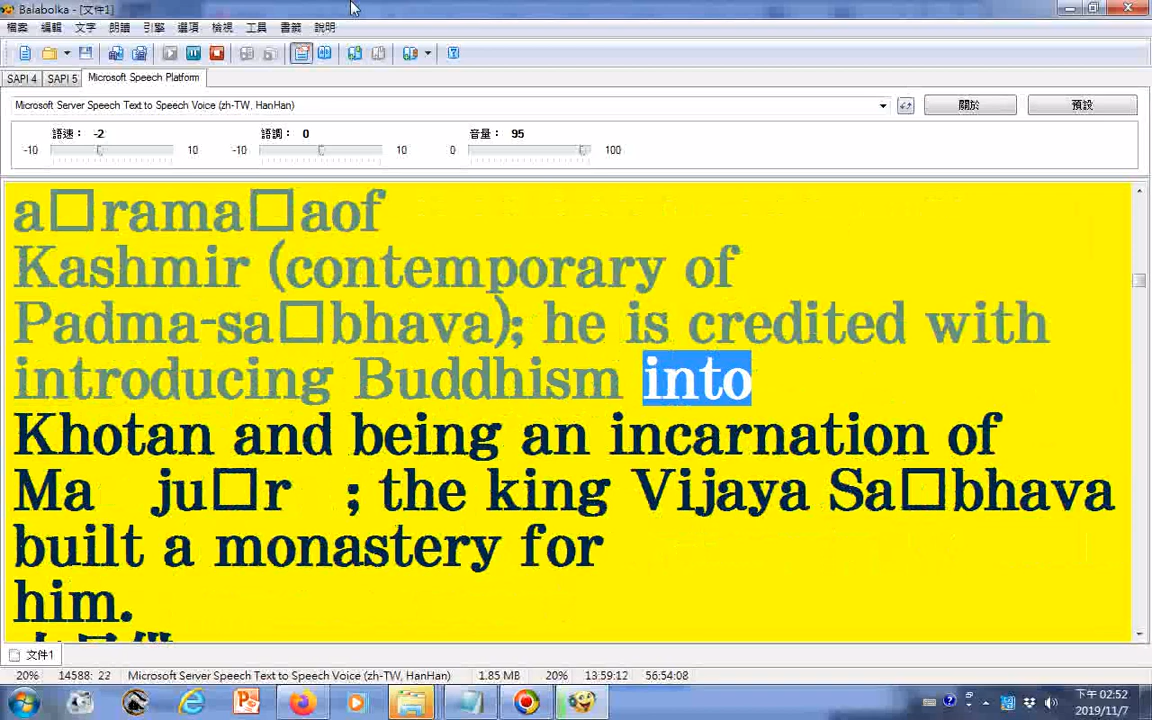 Balabolka - [文件1]
檔案 編輯 文字 朗讀 引擎 選項 檢視 工具 書籤 說明
SAPI 4 SAPI 5 Microsoft Speech Platform
Microsoft Server Speech Text to Speech Voice (zh-TW, HanHan) 關於 預設
語速： -2 語調： 0 音量： 95
-10 10 -10 10 0 100
a□rama□aof
Kashmir (contemporary of
Padma-sa□bhava); he is credited with
introducing Buddhism into
Khotan and being an incarnation of
Ma ju□r ; the king Vijaya Sa□bhava
built a monastery for
him.
文件1
20% 14588: 22 Microsoft Server Speech Text to Speech Voice (zh-TW, HanHan) 1.85 MB 20% 13:59:12 56:54:08
下午 02:52
2019/11/7